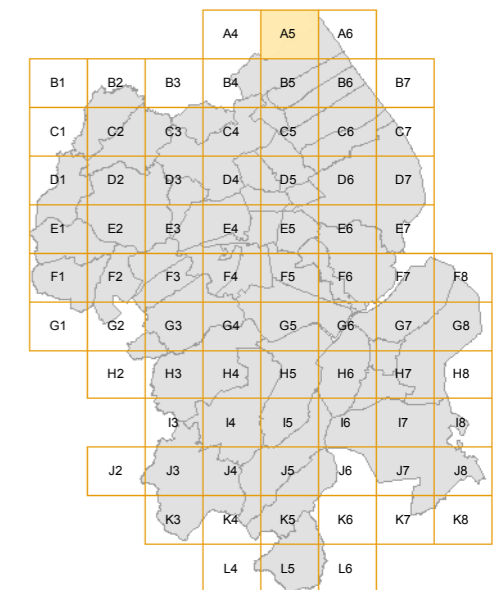 A4 A5 A6
B1 B2 B3 B4 B5 B6 B7
C1 C2 C3 C4 C5 C6 C7
D1 D2 D3 D4 D5 D6 D7
E1 E2 E3 E4 E5 E6 E7
F1 F2 F3 F4 F5 F6 F7 F8
G1 G2 G3 G4 G5 G6 G7 G8
H2 H3 H4 H5 H6 H7 H8
I3 I4 I5 I6 I7 I8
J2 J3 J4 J5 J6 J7 J8
K3 K4 K5 K6 K7 K8
L4 L5 L6